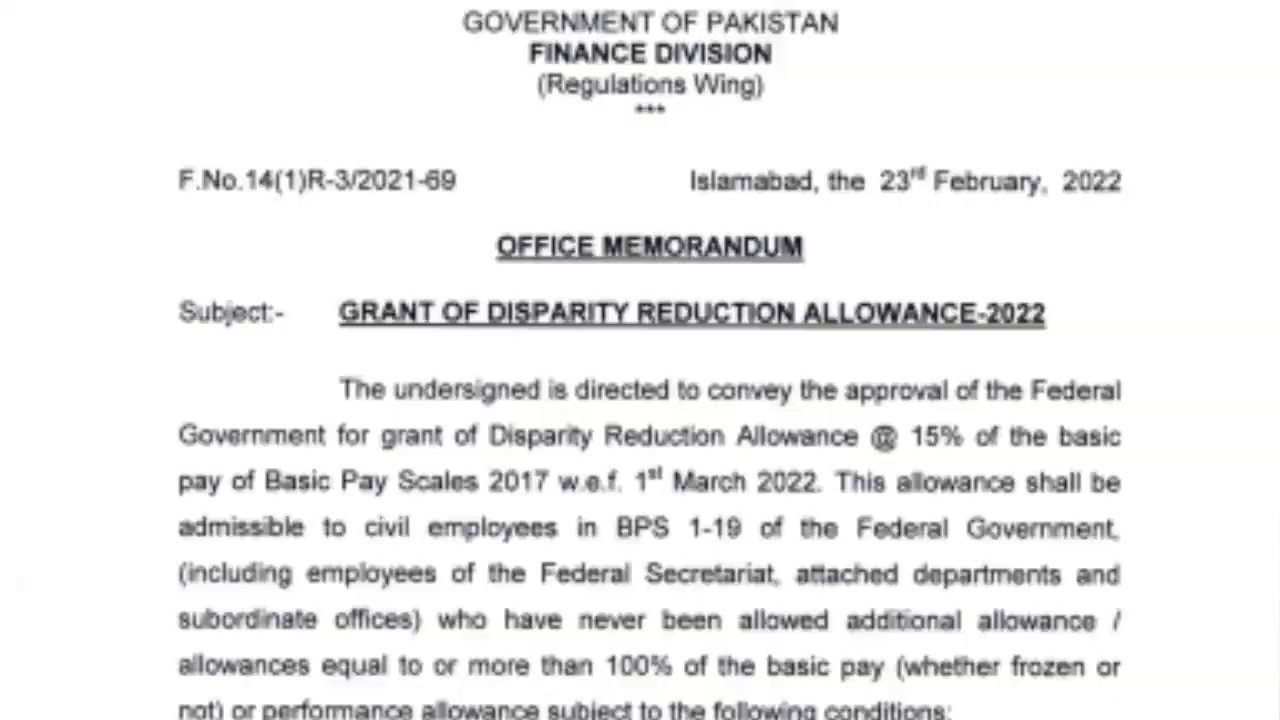 GOVERNMENT OF PAKISTAN
FINANCE DIVISION
(Regulations Wing)
***
F.No.14(1)R-3/2021-69 Islamabad, the 23rd February, 2022
OFFICE MEMORANDUM
Subject:- GRANT OF DISPARITY REDUCTION ALLOWANCE-2022
The undersigned is directed to convey the approval of the Federal
Government for grant of Disparity Reduction Allowance @ 15% of the basic
pay of Basic Pay Scales 2017 w.e.f. 1st March 2022. This allowance shall be
admissible to civil employees in BPS 1-19 of the Federal Government,
(including employees of the Federal Secretariat, attached departments and
subordinate offices) who have never been allowed additional allowance /
allowances equal to or more than 100% of the basic pay (whether frozen or
not) or performance allowance subject to the following conditions: